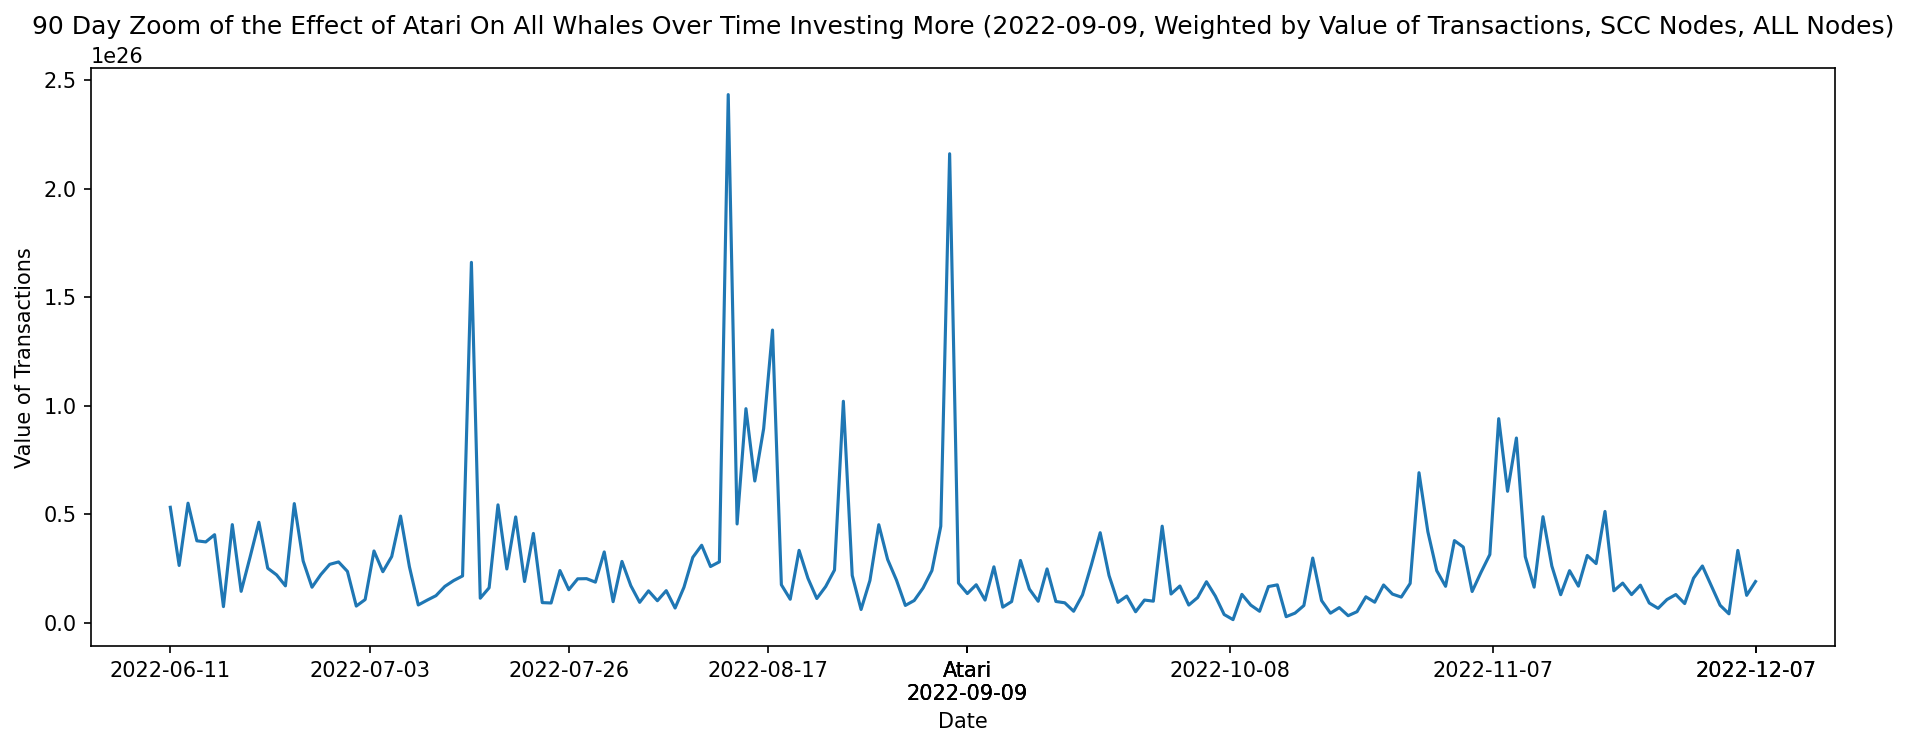 90 Day Zoom of the Effect of Atari On All Whales Over Time Investing More (2022-09-09, Weighted by Value of Transactions, SCC Nodes, ALL Nodes)
1e26
2.5
2.0
1.5
1.0
0.5
0.0
Value of Transactions
2022-06-11 2022-07-03 2022-07-26 2022-08-17 Atari 2022-10-08 2022-11-07 2022-12-07
2022-09-09
Date